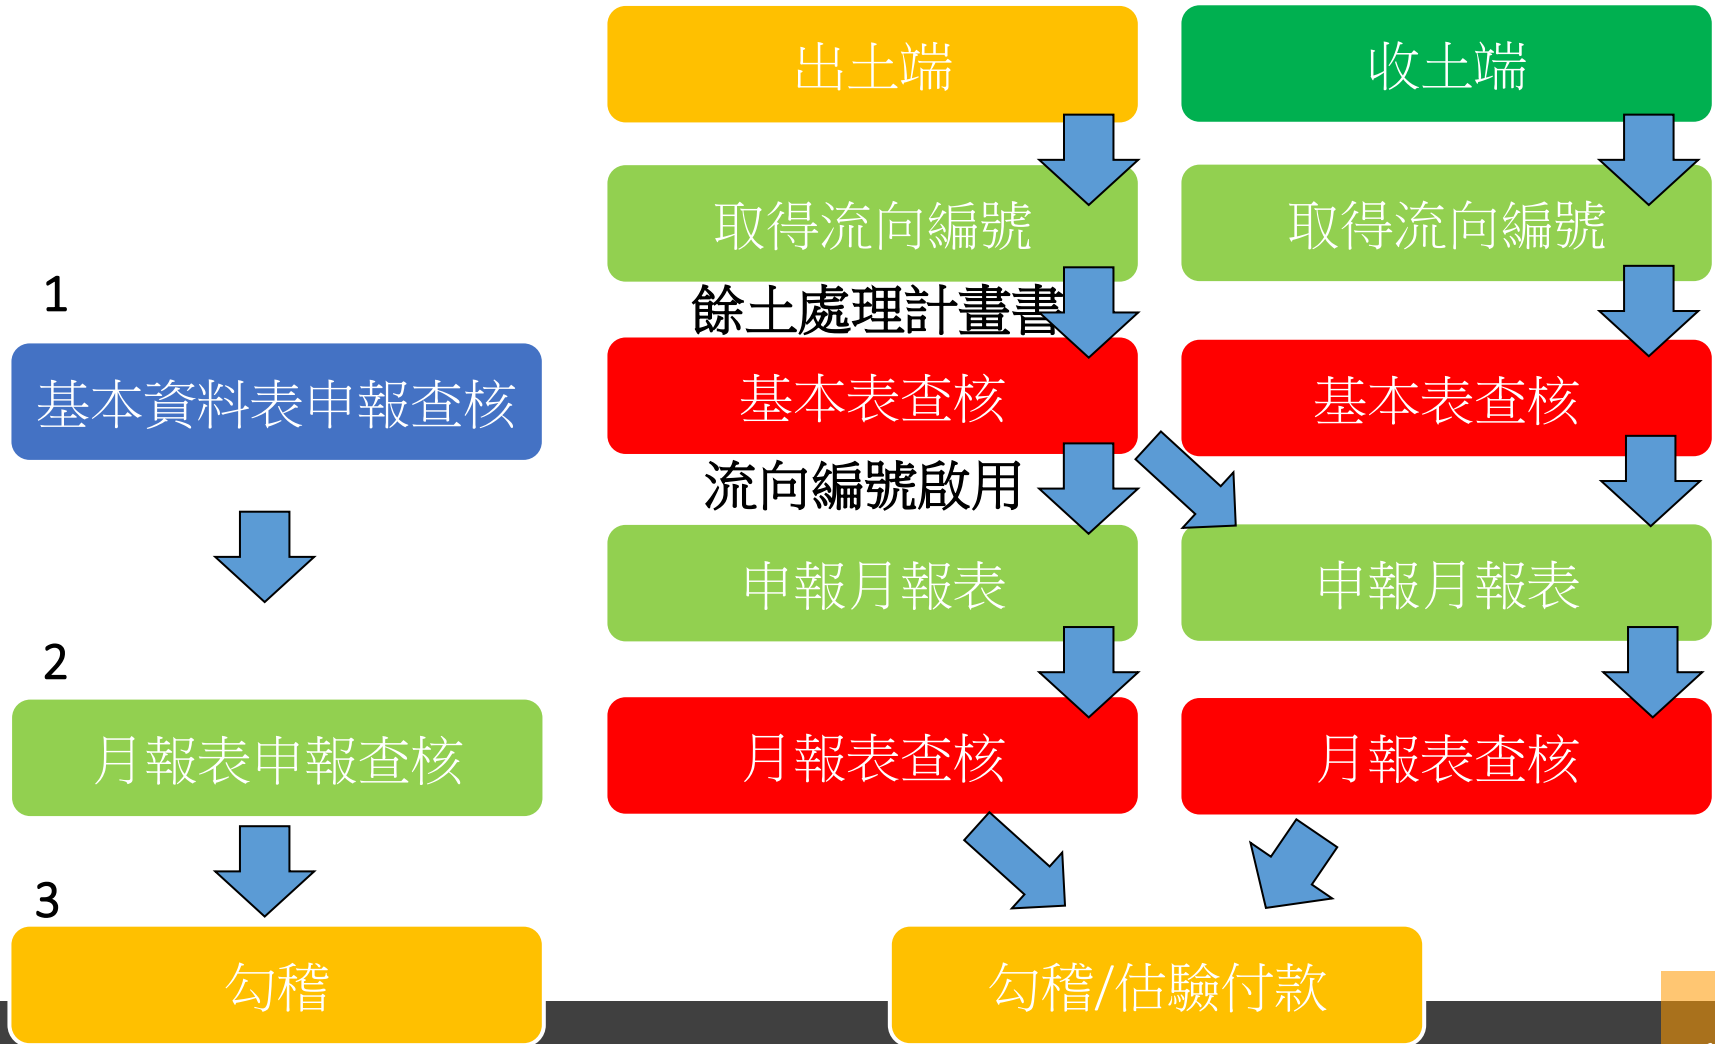 出土端
收土端
取得流向編號
取得流向編號
1
餘土處理計畫書
基本資料表申報查核
基本表查核
基本表查核
流向編號啟用
申報月報表
申報月報表
2
月報表申報查核
月報表查核
月報表查核
3
勾稽
勾稽/估驗付款